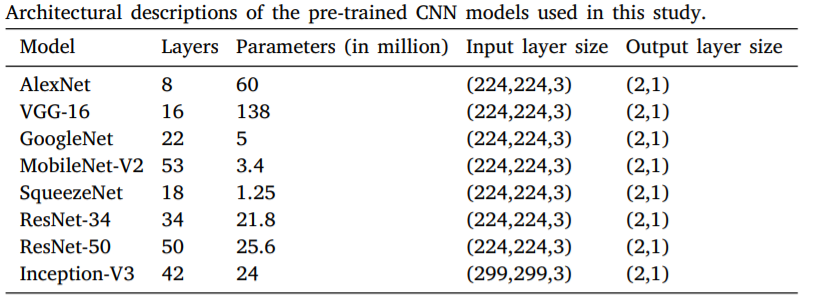 Architectural descriptions of the pre-trained CNN models used in this study.
Model Layers Parameters (in million) Input layer size Output layer size
AlexNet 8 60 (224,224,3) (2,1)
VGG-16 16 138 (224,224,3) (2,1)
GoogleNet 22 5 (224,224,3) (2,1)
MobileNet-V2 53 3.4 (224,224,3) (2,1)
SqueezeNet 18 1.25 (224,224,3) (2,1)
ResNet-34 34 21.8 (224,224,3) (2,1)
ResNet-50 50 25.6 (224,224,3) (2,1)
Inception-V3 42 24 (299,299,3) (2,1)